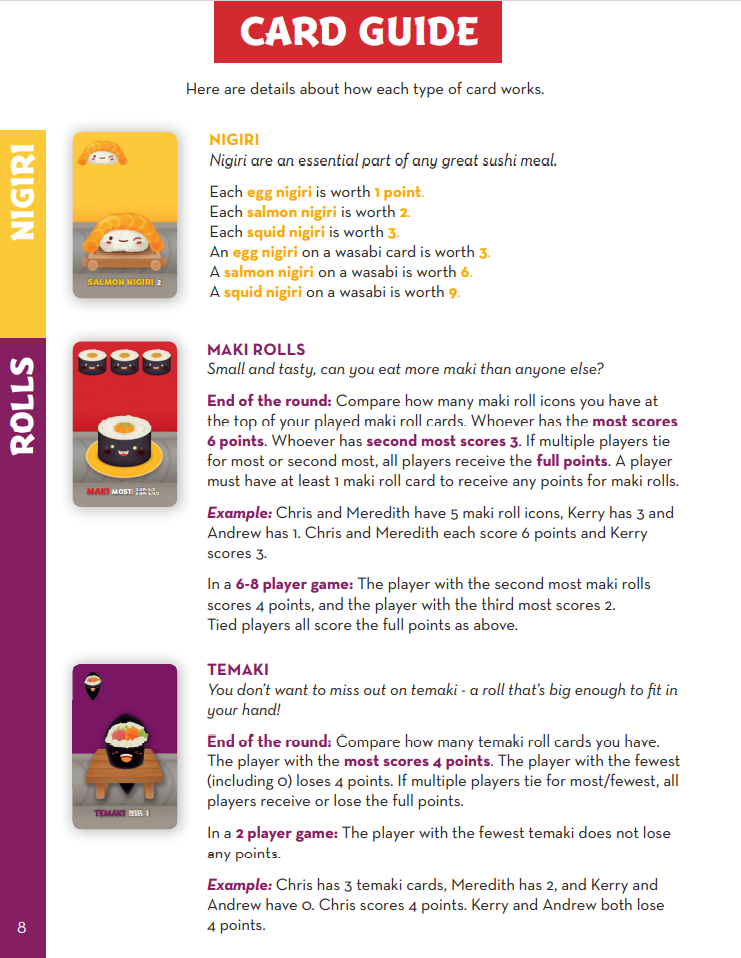 CARD GUIDE
Here are details about how each type of card works.
NIGIRI
NIGIRI
Nigiri are an essential part of any great sushi meal.
Each egg nigiri is worth 1 point.
Each salmon nigiri is worth 2.
Each squid nigiri is worth 3.
An egg nigiri on a wasabi card is worth 3.
A salmon nigiri on a wasabi is worth 6.
A squid nigiri on a wasabi is worth 9.
SALMON NIGIRI 2
ROLLS
MAKI ROLLS
Small and tasty, can you eat more maki than anyone else?
End of the round: Compare how many maki roll icons you have at
the top of your played maki roll cards. Whoever has the most scores
6 points. Whoever has second most scores 3. If multiple players tie
for most or second most, all players receive the full points. A player
must have at least 1 maki roll card to receive any points for maki rolls.
MAKI MOST:
Example: Chris and Meredith have 5 maki roll icons, Kerry has 3 and
Andrew has 1. Chris and Meredith each score 6 points and Kerry
scores 3.
In a 6-8 player game: The player with the second most maki rolls
scores 4 points, and the player with the third most scores 2.
Tied players all score the full points as above.
TEMAKI
You don't want to miss out on temaki - a roll that's big enough to fit in
your hand!
End of the round: Compare how many temaki roll cards you have.
The player with the most scores 4 points. The player with the fewest
(including 0) loses 4 points. If multiple players tie for most/fewest, all
players receive or lose the full points.
TEMAKI
In a 2 player game: The player with the fewest temaki does not lose
any points.
Example: Chris has 3 temaki cards, Meredith has 2, and Kerry and
Andrew have 0. Chris scores 4 points. Kerry and Andrew both lose
4 points.
8